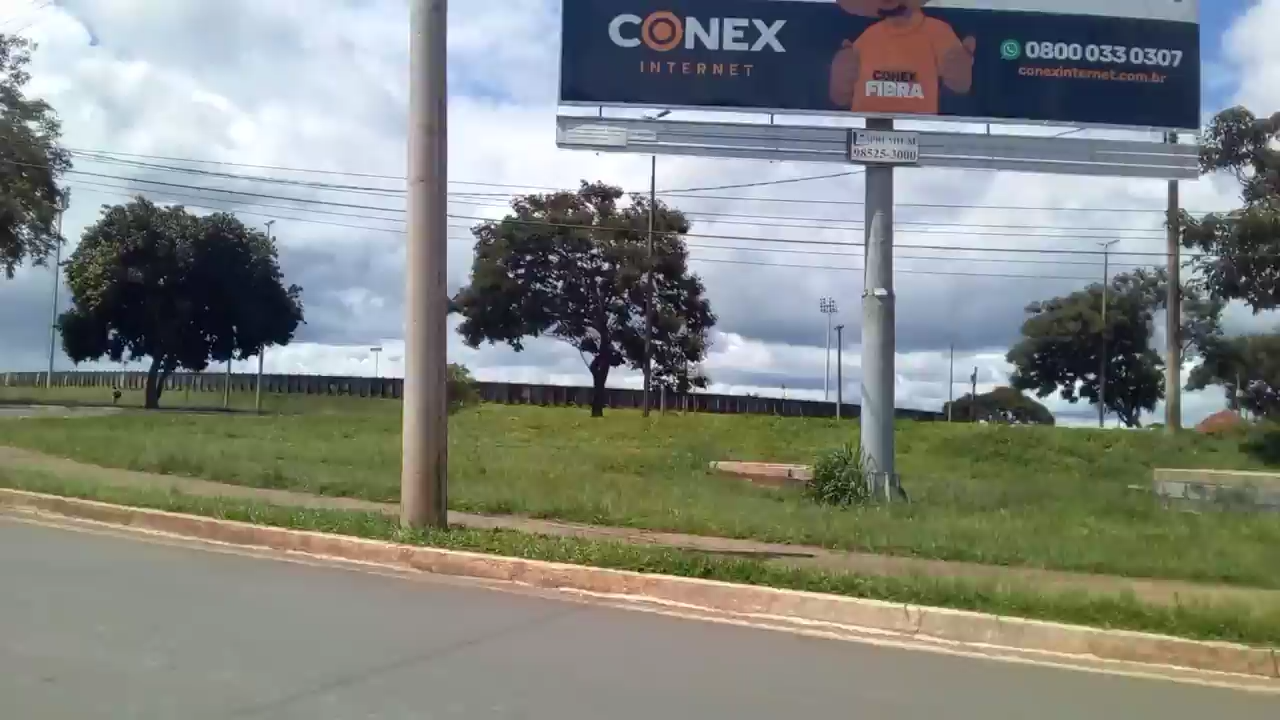 CONEX
INTERNET
CONEX
FIBRA
0800 033 0307
conexinternet.com.br
98525-3000